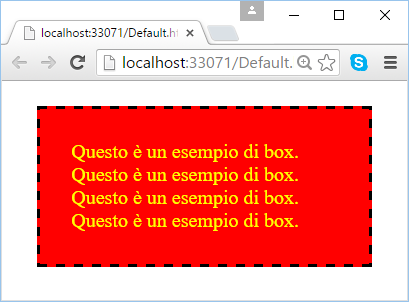 localhost:33071/Default.h
localhost:33071/Default.
Questo è un esempio di box.
Questo è un esempio di box.
Questo è un esempio di box.
Questo è un esempio di box.